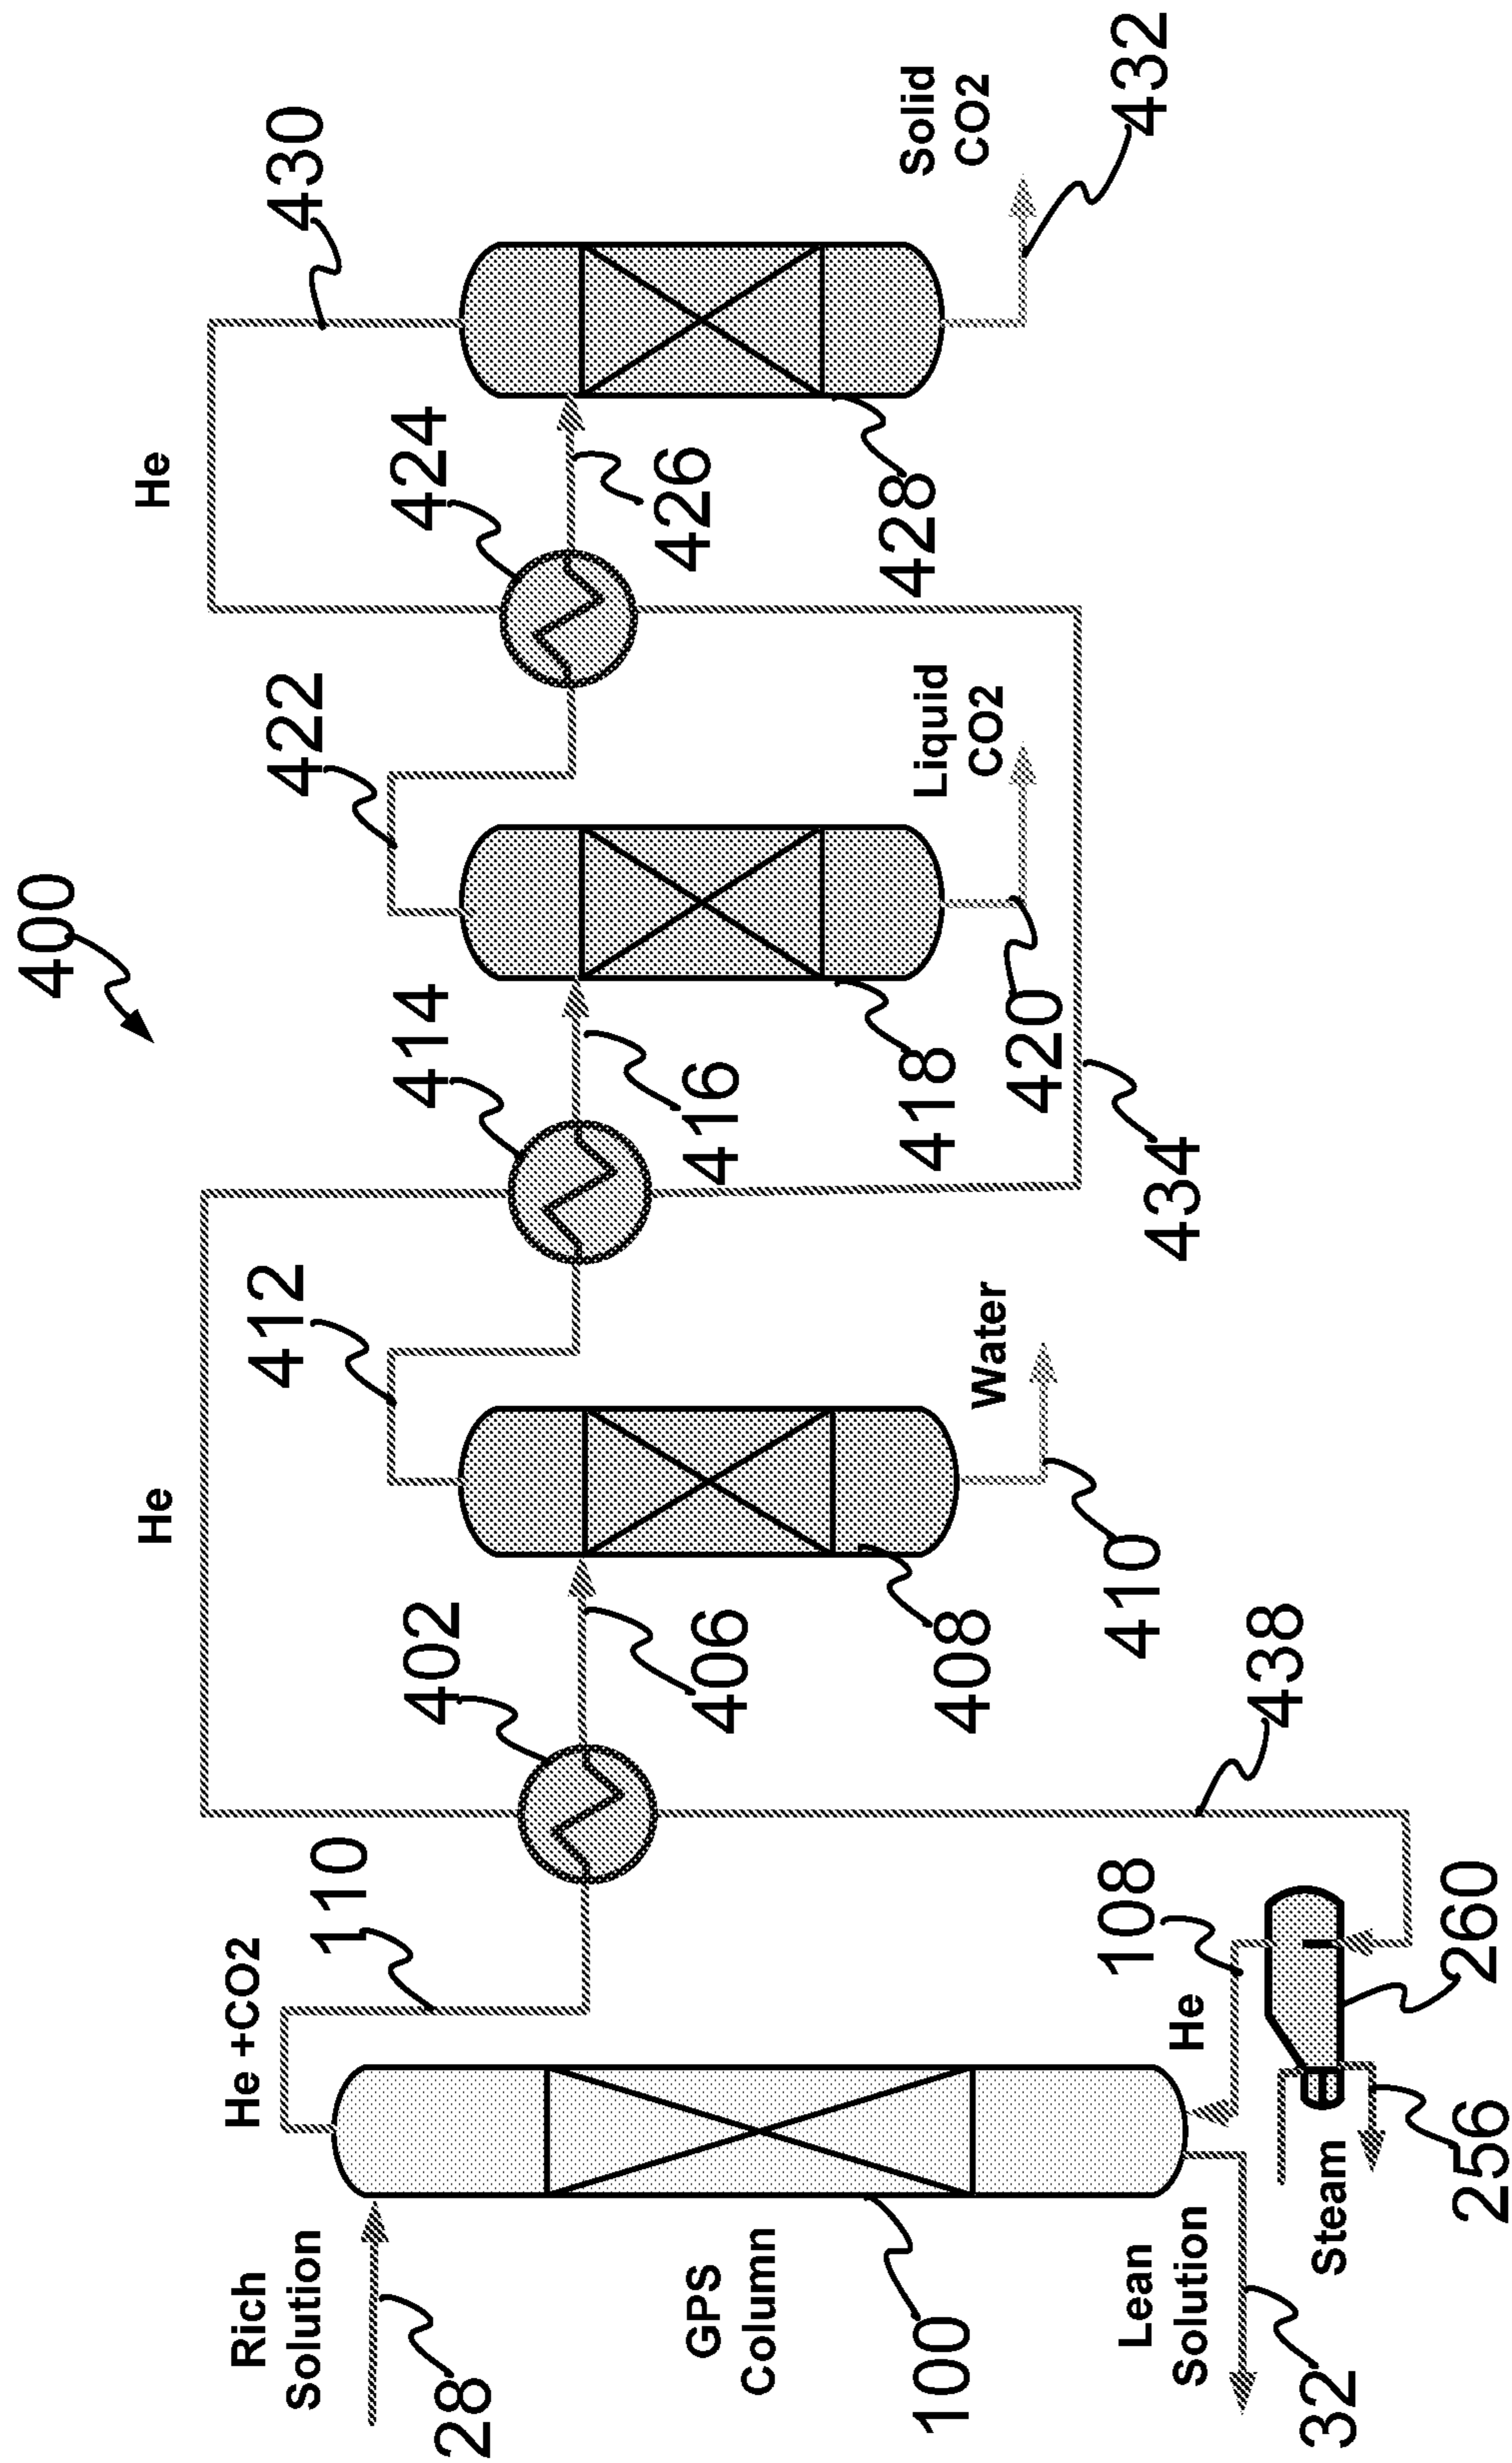 400
He
He
430
422
424
412
414
402
110
He +CO2
Rich
Solution
28
GPS
Column
100
Lean
Solution
32
He
108
Steam
256
260
438
406
408
Water
410
416
418
420
434
Liquid
CO2
426
428
Solid
CO2
432